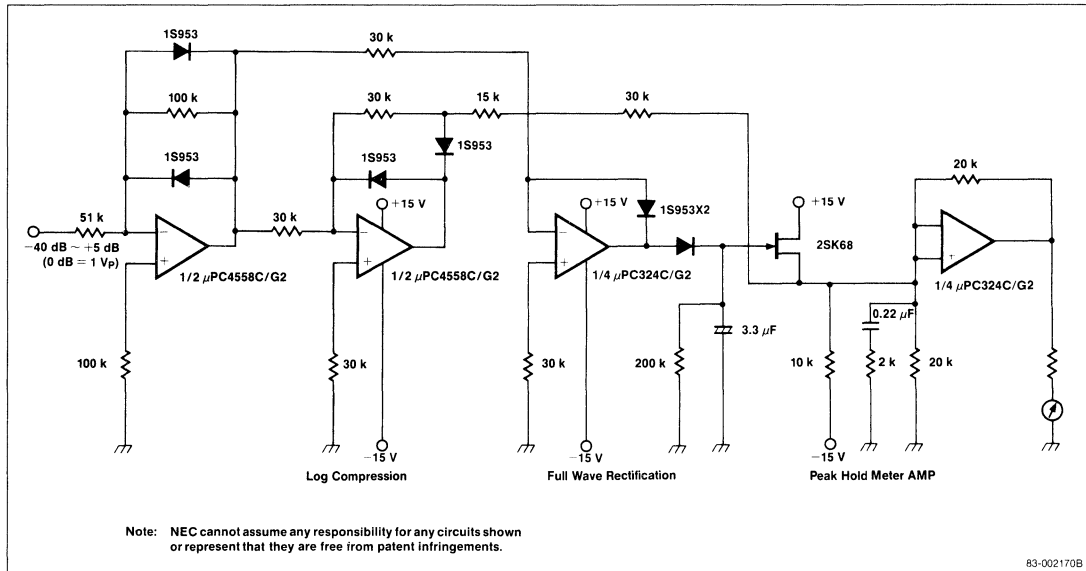 1S953
30 k
100 k
30 k
15 k
30 k
1S953
1S953
20 k
+15 V
+15 V
1S953X2
+15 V
51 k
30 k
2SK68
−40 dB ~ +5 dB
(0 dB = 1 VP)
1/2 μPC4558C/G2
1/2 μPC4558C/G2
1/4 μPC324C/G2
1/4 μPC324C/G2
0.22 μF
3.3 μF
100 k
30 k
30 k
200 k
10 k
2 k
20 k
−15 V
−15 V
−15 V
Log Compression
Full Wave Rectification
Peak Hold Meter AMP
Note: NEC cannot assume any responsibility for any circuits shown
or represent that they are free from patent infringements.
83-002170B